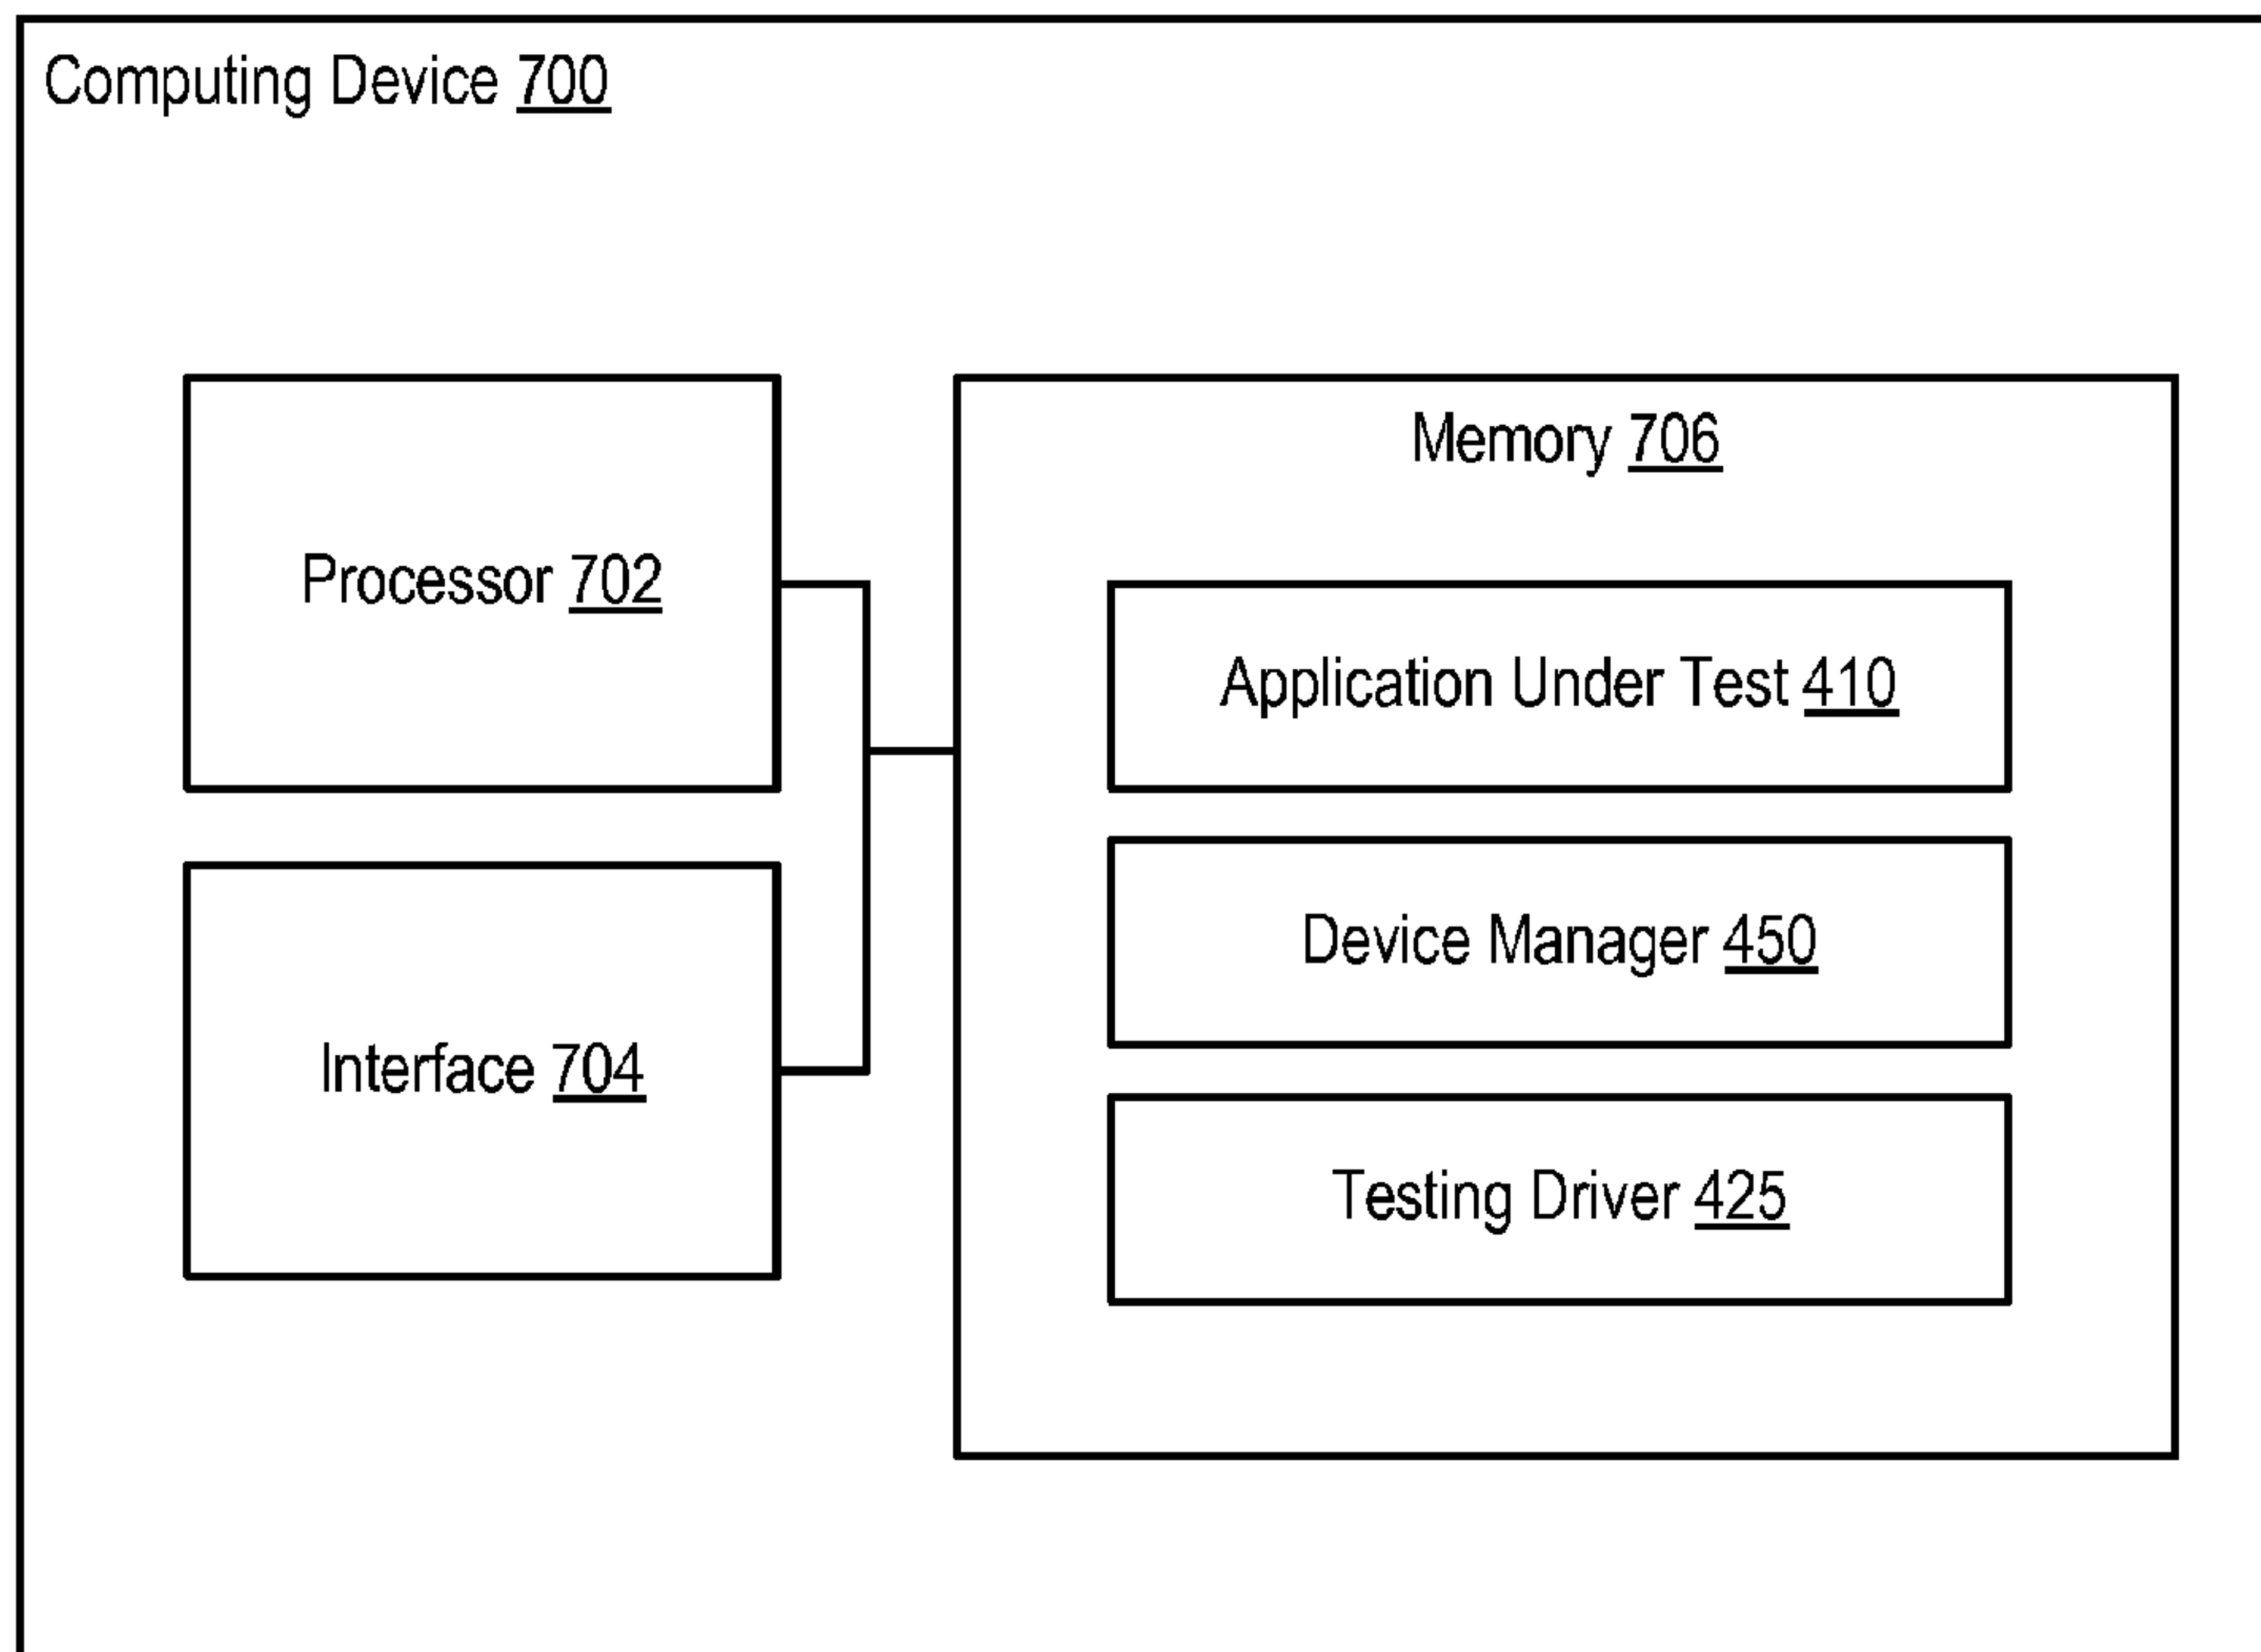 Computing Device 700
Processor 702
Interface 704
Memory 706
Application Under Test 410
Device Manager 450
Testing Driver 425